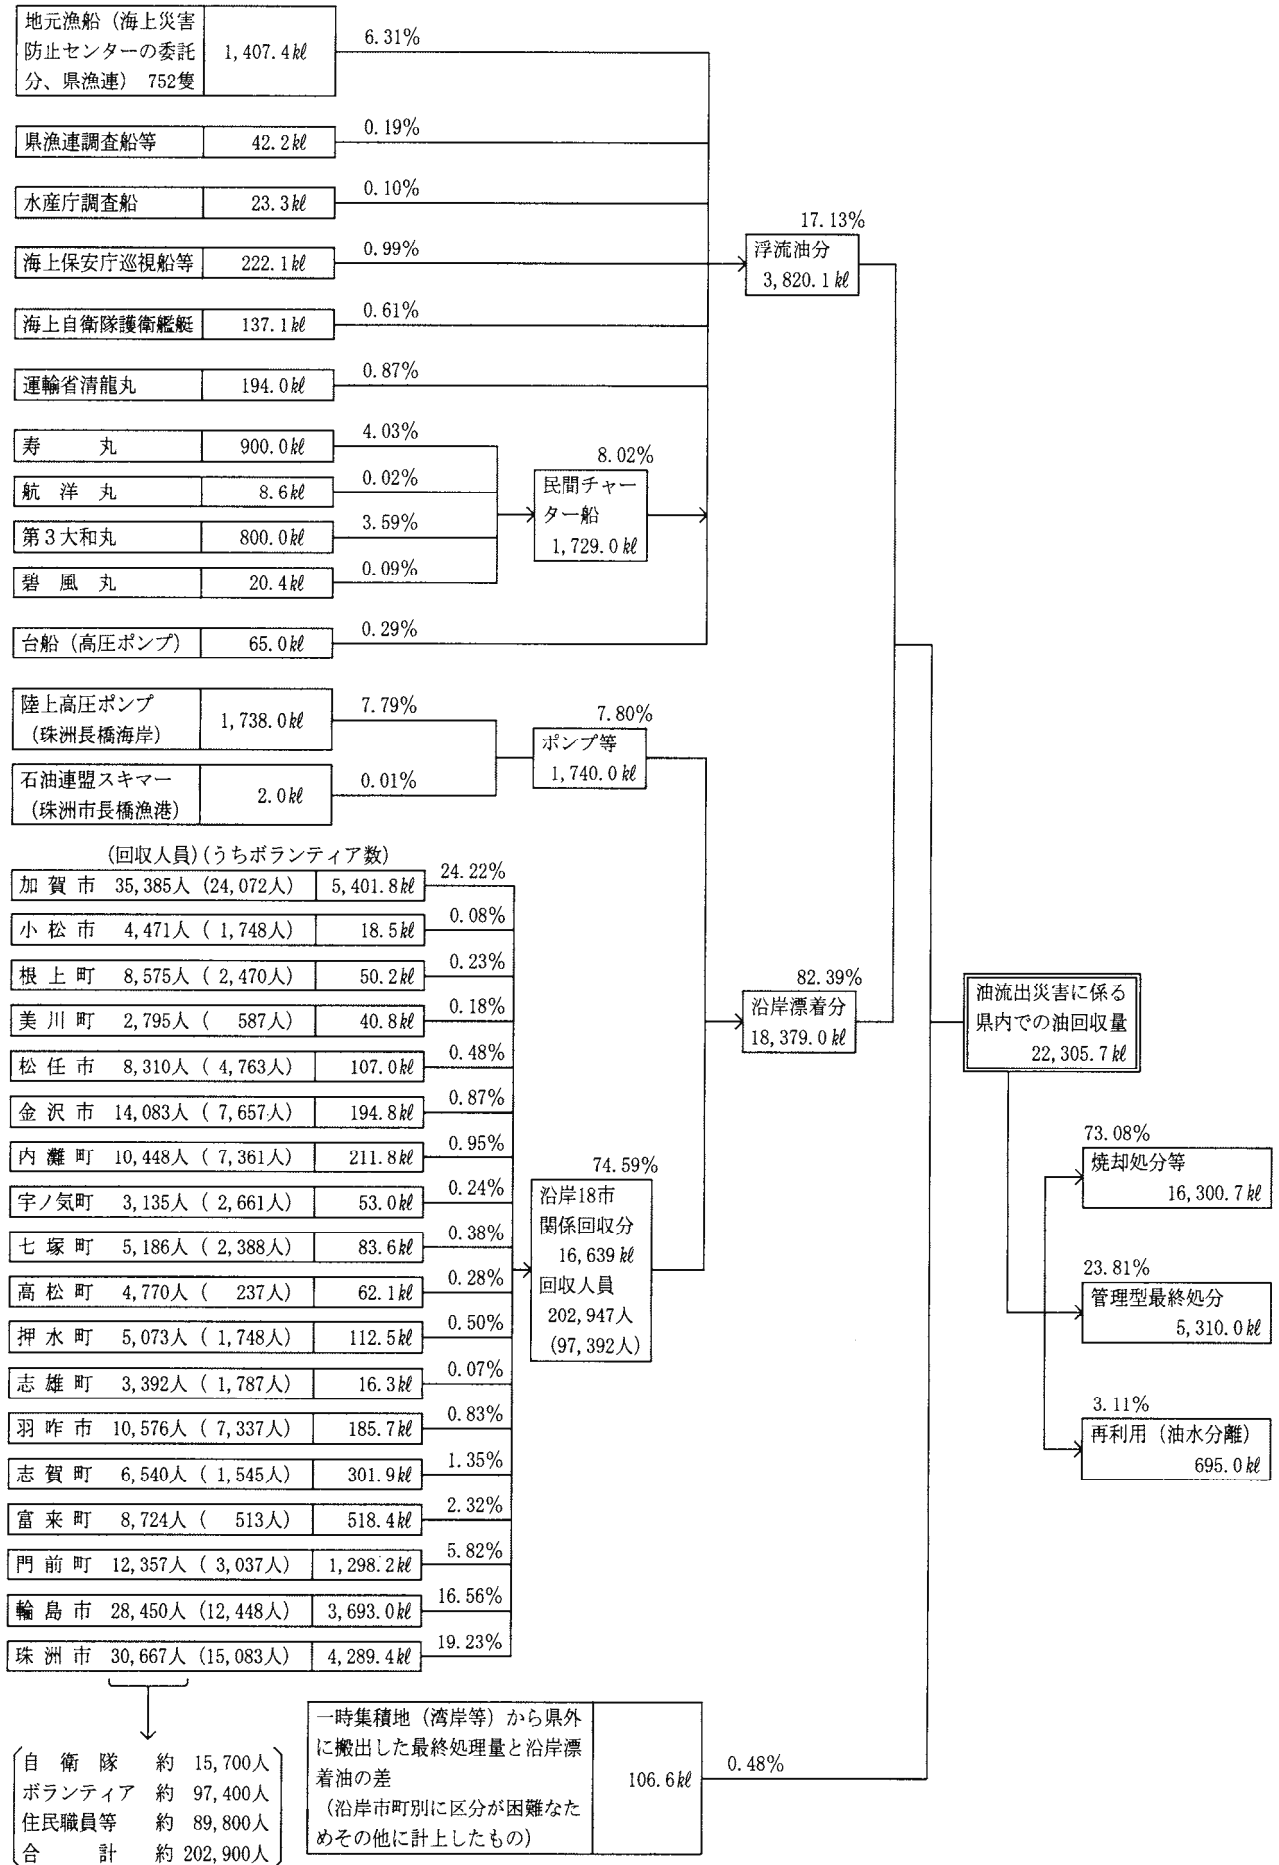 地元漁船（海上災害
防止センターの委託
分、県漁連） 752隻
1,407.4㎘
6.31%
県漁連調査船等 42.2㎘ 0.19%
水産庁調査船 23.3㎘ 0.10%
海上保安庁巡視船等 222.1㎘ 0.99%
海上自衛隊護衛艦艇 137.1㎘ 0.61%
運輸省清龍丸 194.0㎘ 0.87%
寿丸 900.0㎘ 4.03%
航洋丸 8.6㎘ 0.02%
第3大和丸 800.0㎘ 3.59%
碧風丸 20.4㎘ 0.09%
8.02%
民間チャー
ター船
1,729.0㎘
台船（高圧ポンプ） 65.0㎘ 0.29%
17.13%
浮流油分
3,820.1㎘
陸上高圧ポンプ
（珠洲長橋海岸）
1,738.0㎘
7.79%
石油連盟スキマー
（珠洲市長橋漁港）
2.0㎘
0.01%
7.80%
ポンプ等
1,740.0㎘
(回収人員)(うちボランティア数)
加賀市 35,385人 (24,072人) 5,401.8㎘ 24.22%
小松市 4,471人 ( 1,748人) 18.5㎘ 0.08%
根上町 8,575人 ( 2,470人) 50.2㎘ 0.23%
美川町 2,795人 ( 587人) 40.8㎘ 0.18%
松任市 8,310人 ( 4,763人) 107.0㎘ 0.48%
金沢市 14,083人 ( 7,657人) 194.8㎘ 0.87%
内灘町 10,448人 ( 7,361人) 211.8㎘ 0.95%
宇ノ気町 3,135人 ( 2,661人) 53.0㎘ 0.24%
七塚町 5,186人 ( 2,388人) 83.6㎘ 0.38%
高松町 4,770人 ( 237人) 62.1㎘ 0.28%
押水町 5,073人 ( 1,748人) 112.5㎘ 0.50%
志雄町 3,392人 ( 1,787人) 16.3㎘ 0.07%
羽咋市 10,576人 ( 7,337人) 185.7㎘ 0.83%
志賀町 6,540人 ( 1,545人) 301.9㎘ 1.35%
富来町 8,724人 ( 513人) 518.4㎘ 2.32%
門前町 12,357人 ( 3,037人) 1,298.2㎘ 5.82%
輪島市 28,450人 (12,448人) 3,693.0㎘ 16.56%
珠洲市 30,667人 (15,083人) 4,289.4㎘ 19.23%
74.59%
沿岸18市
関係回収分
16,639㎘
回収人員
202,947人
(97,392人)
82.39%
沿岸漂着分
18,379.0㎘
油流出災害に係る
県内での油回収量
22,305.7㎘
73.08%
焼却処分等
16,300.7㎘
23.81%
管理型最終処分
5,310.0㎘
3.11%
再利用（油水分離）
695.0㎘
自衛隊 約 15,700人
ボランティア 約 97,400人
住民職員等 約 89,800人
合計 約 202,900人
一時集積地（湾岸等）から県外
に搬出した最終処理量と沿岸漂
着油の差
（沿岸市町別に区分が困難なた
めその他に計上したもの）
106.6㎘
0.48%